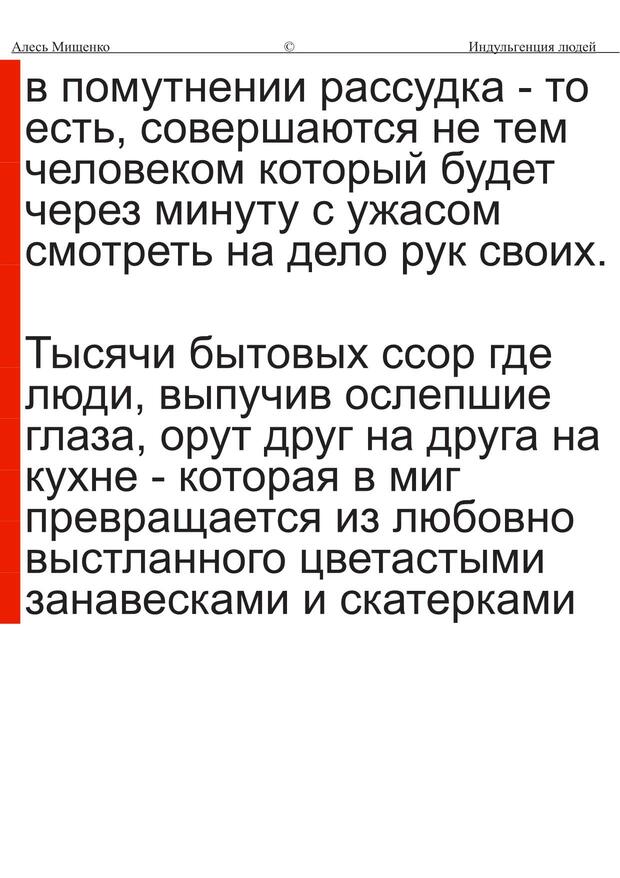 Алесь Мищенко © Индульгенция людей
в помутнении рассудка - то
есть, совершаются не тем
человеком который будет
через минуту с ужасом
смотреть на дело рук своих.
Тысячи бытовых ссор где
люди, выпучив ослепшие
глаза, орут друг на друга на
кухне - которая в миг
превращается из любовно
выстланного цветастыми
занавесками и скатерками